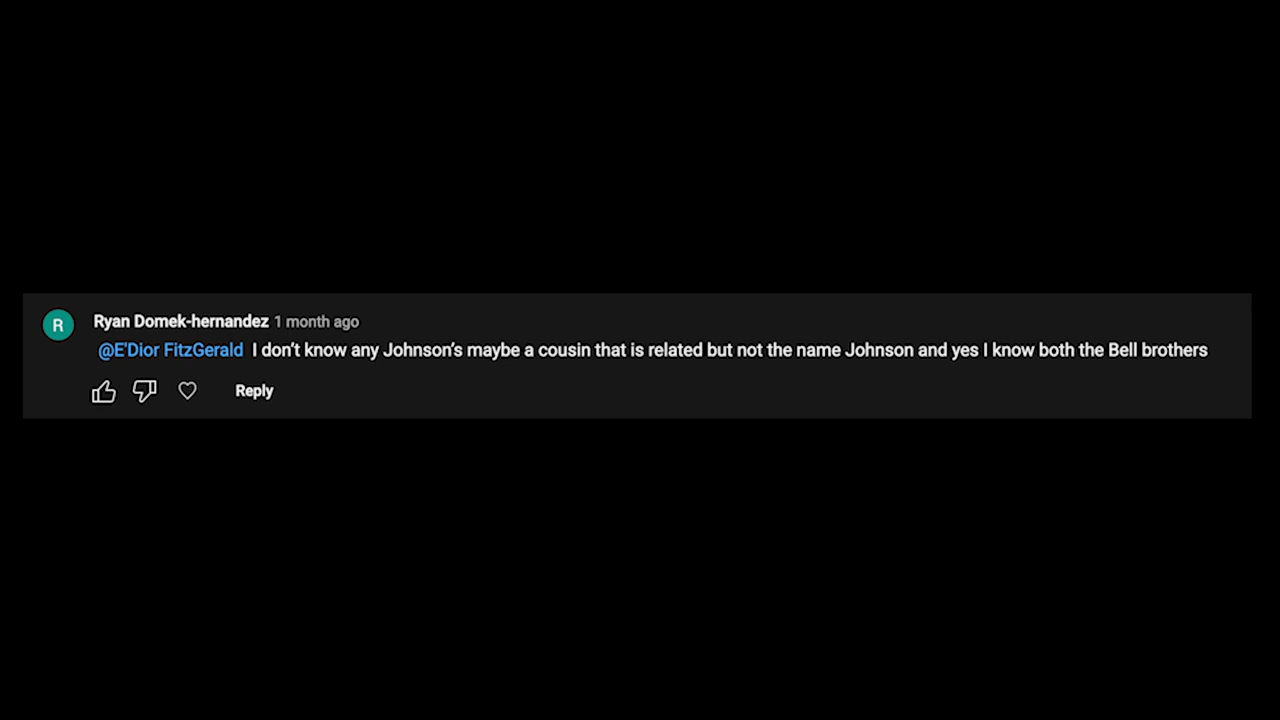 R
Ryan Domek-hernandez 1 month ago
@E'Dior FitzGerald I don't know any Johnson's maybe a cousin that is related but not the name Johnson and yes I know both the Bell brothers
Reply